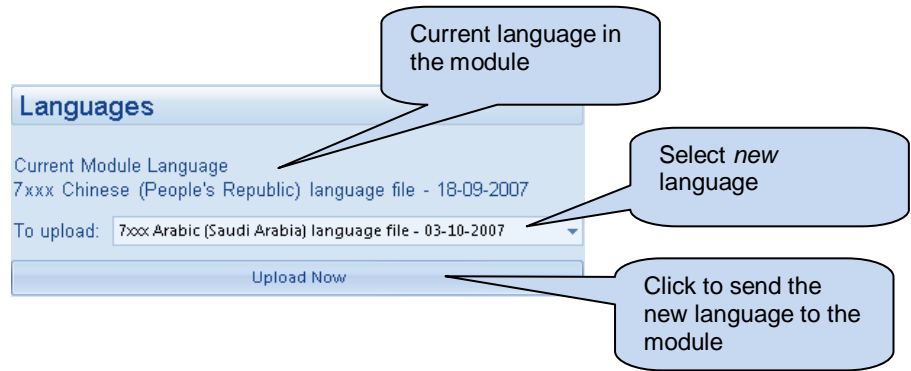 Current language in
the module
Languages
Current Module Language
7xxx Chinese (People's Republic) language file - 18-09-2007
Select new
language
To upload: 7xxx Arabic (Saudi Arabia) language file - 03-10-2007
Upload Now
Click to send the
new language to the
module